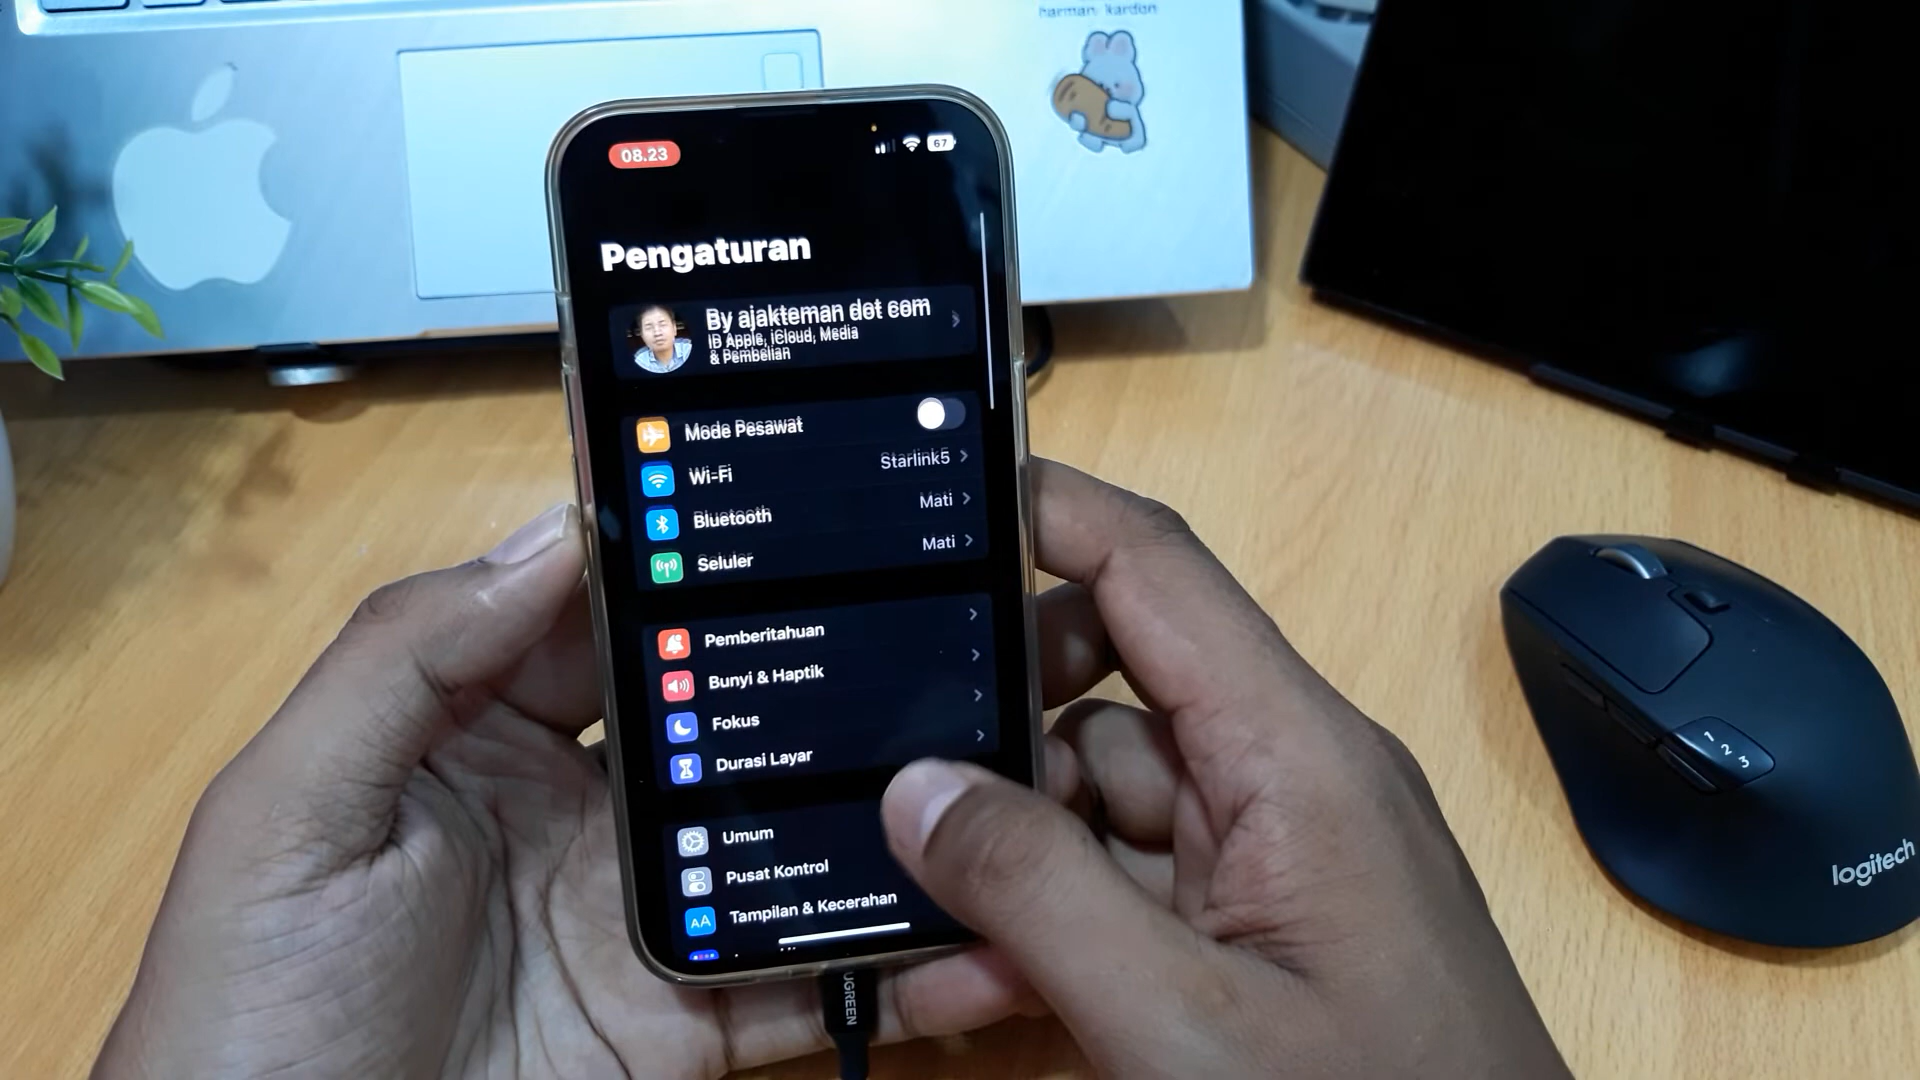 harman/kardon
08.23
67
Pengaturan
By ajakteman dot com
ID Apple, iCloud, Media
& Pembelian
Mode Pesawat
Wi-Fi
Starlink5
Bluetooth
Mati
Seluler
Mati
Pemberitahuan
Bunyi & Haptik
Fokus
Durasi Layar
Umum
Pusat Kontrol
AA
Tampilan & Kecerahan
UGREEN
1
2
3
logitech